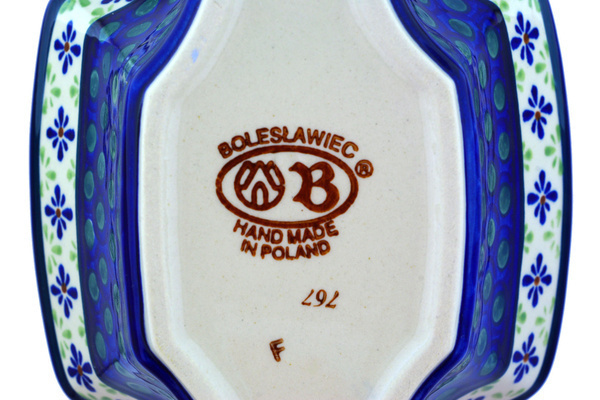 BOLESŁAWIEC
B®
HAND MADE
IN POLAND
767
F